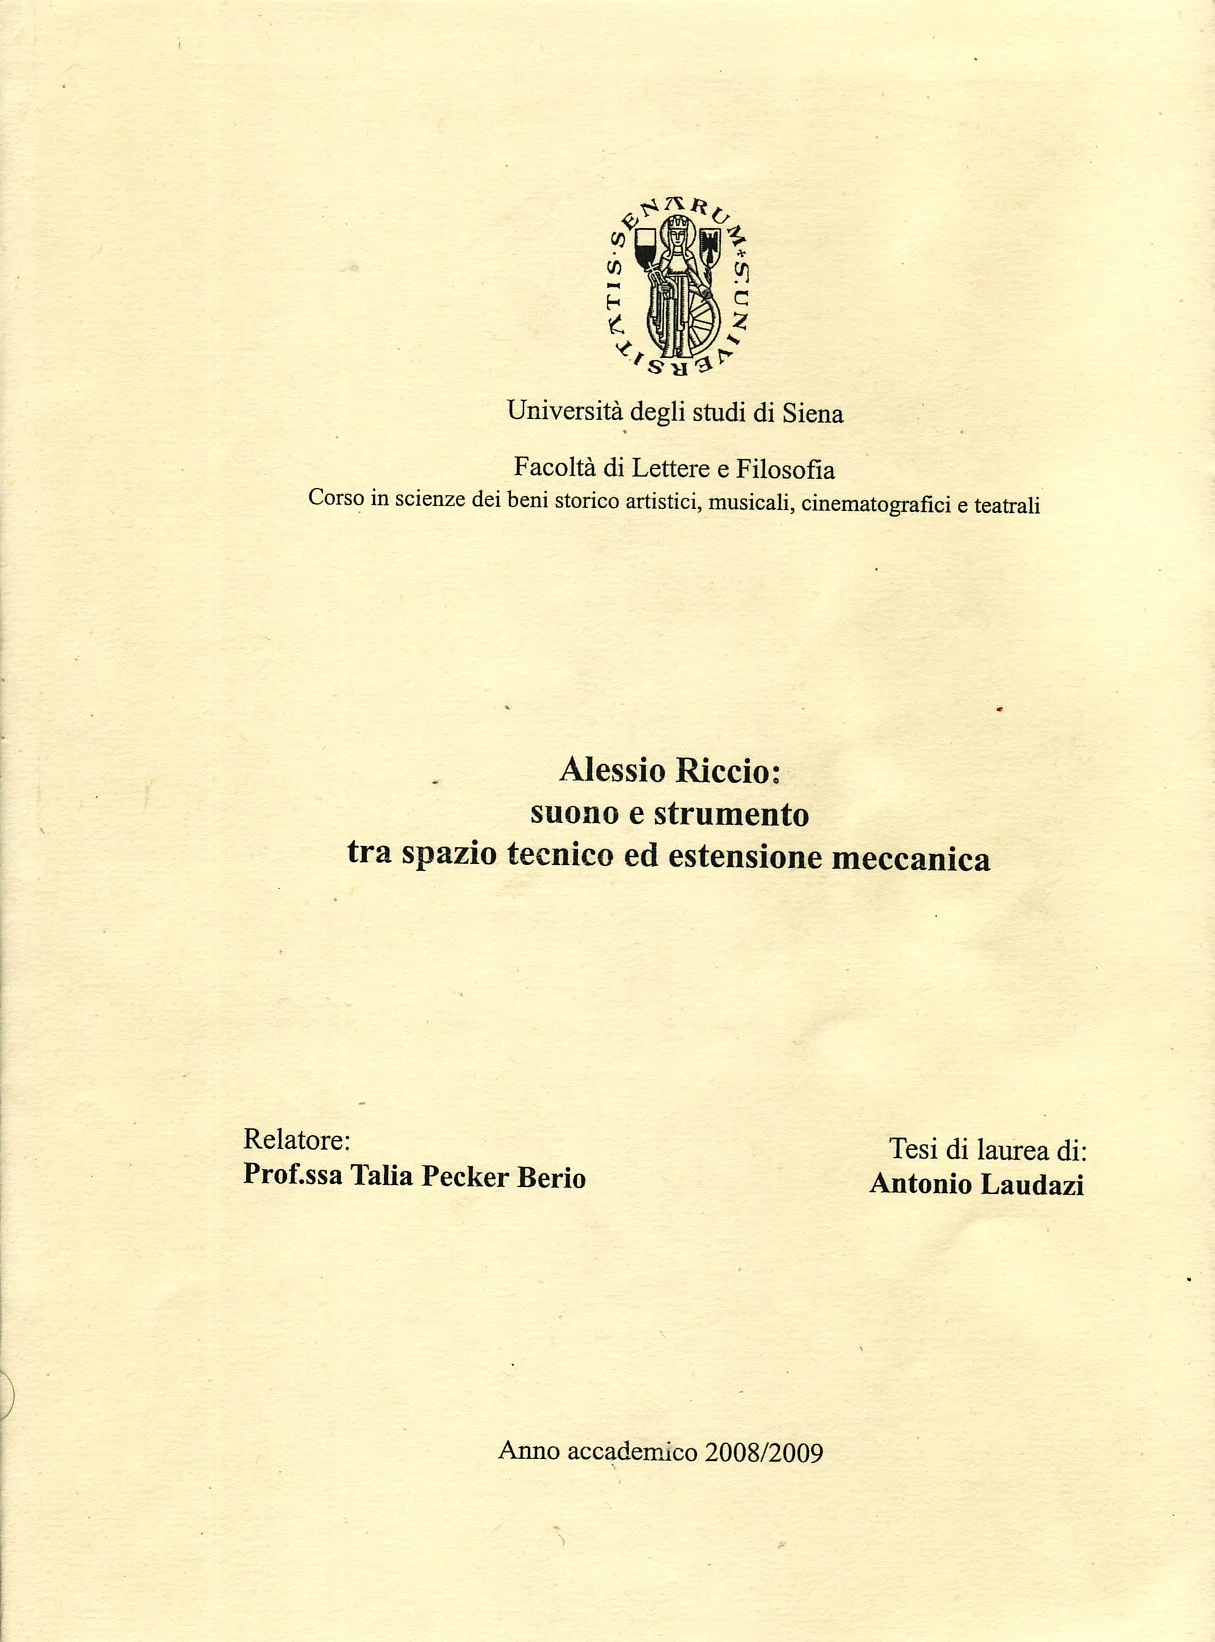 S. UNIVERSITATIS · SENARUM *
Università degli studi di Siena
Facoltà di Lettere e Filosofia
Corso in scienze dei beni storico artistici, musicali, cinematografici e teatrali
Alessio Riccio:
suono e strumento
tra spazio tecnico ed estensione meccanica
Relatore:
Prof.ssa Talia Pecker Berio
Tesi di laurea di:
Antonio Laudazi
Anno accademico 2008/2009